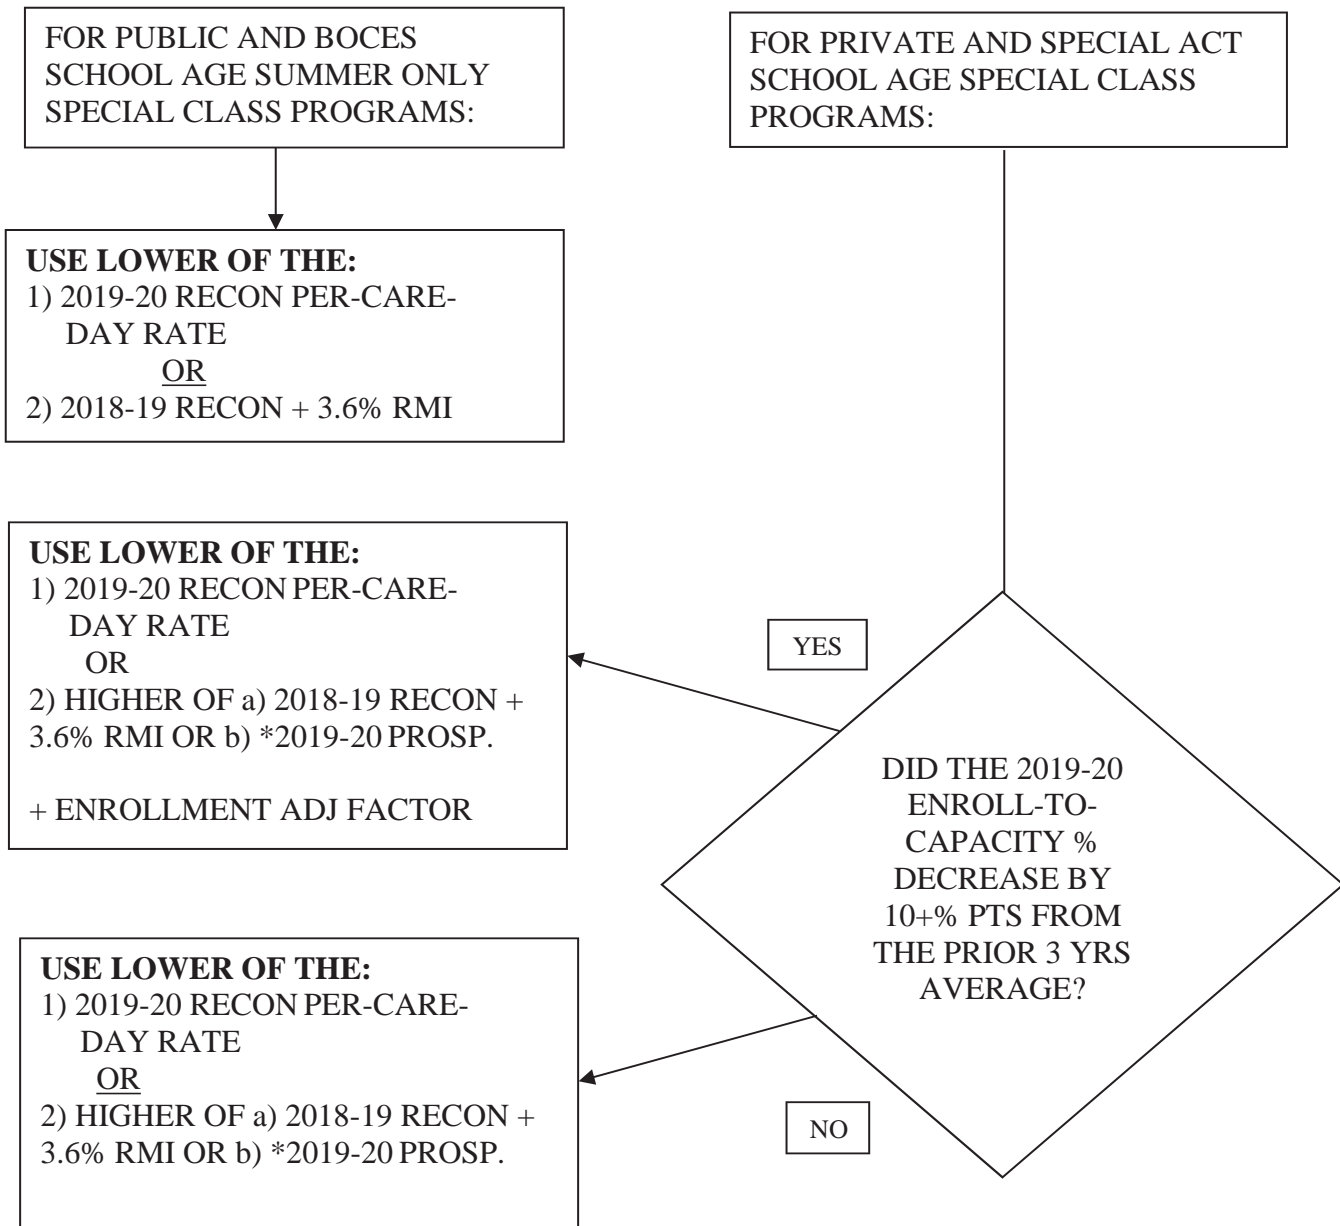 FOR PUBLIC AND BOCES
SCHOOL AGE SUMMER ONLY
SPECIAL CLASS PROGRAMS:
FOR PRIVATE AND SPECIAL ACT
SCHOOL AGE SPECIAL CLASS
PROGRAMS:
USE LOWER OF THE:
1) 2019-20 RECON PER-CARE-
DAY RATE
OR
2) 2018-19 RECON + 3.6% RMI
USE LOWER OF THE:
1) 2019-20 RECON PER-CARE-
DAY RATE
OR
2) HIGHER OF a) 2018-19 RECON +
3.6% RMI OR b) *2019-20 PROSP.
+ ENROLLMENT ADJ FACTOR
YES
DID THE 2019-20
ENROLL-TO-
CAPACITY %
DECREASE BY
10+% PTS FROM
THE PRIOR 3 YRS
AVERAGE?
USE LOWER OF THE:
1) 2019-20 RECON PER-CARE-
DAY RATE
OR
2) HIGHER OF a) 2018-19 RECON +
3.6% RMI OR b) *2019-20 PROSP.
NO